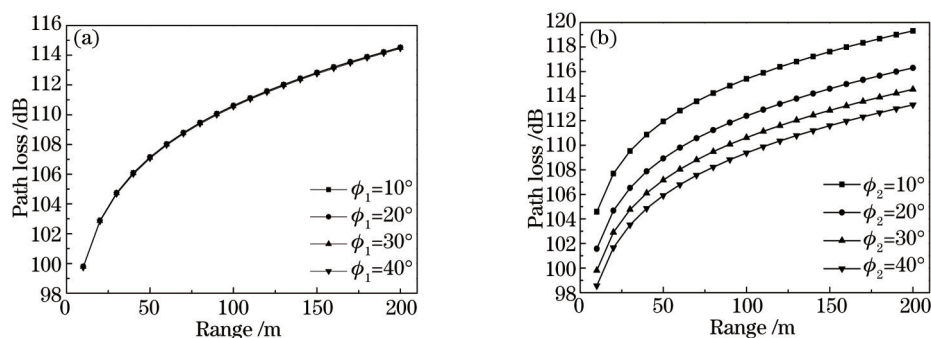 (a)
116
114
112
110
108
106
104
102
100
98
Path loss /dB
0
50
100
150
200
Range /m
ϕ₁=10°
ϕ₁=20°
ϕ₁=30°
ϕ₁=40°
(b)
120
118
116
114
112
110
108
106
104
102
100
98
Path loss /dB
0
50
100
150
200
Range /m
ϕ₂=10°
ϕ₂=20°
ϕ₂=30°
ϕ₂=40°